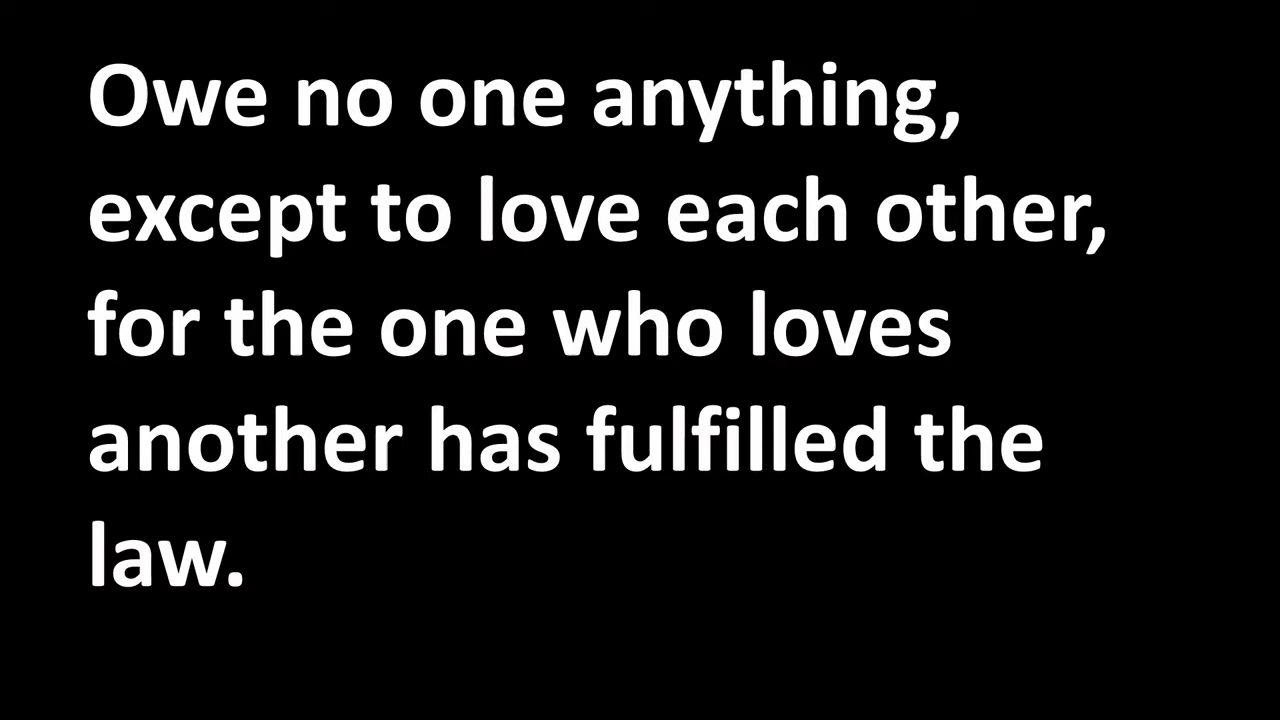 Owe no one anything,
except to love each other,
for the one who loves
another has fulfilled the
law.